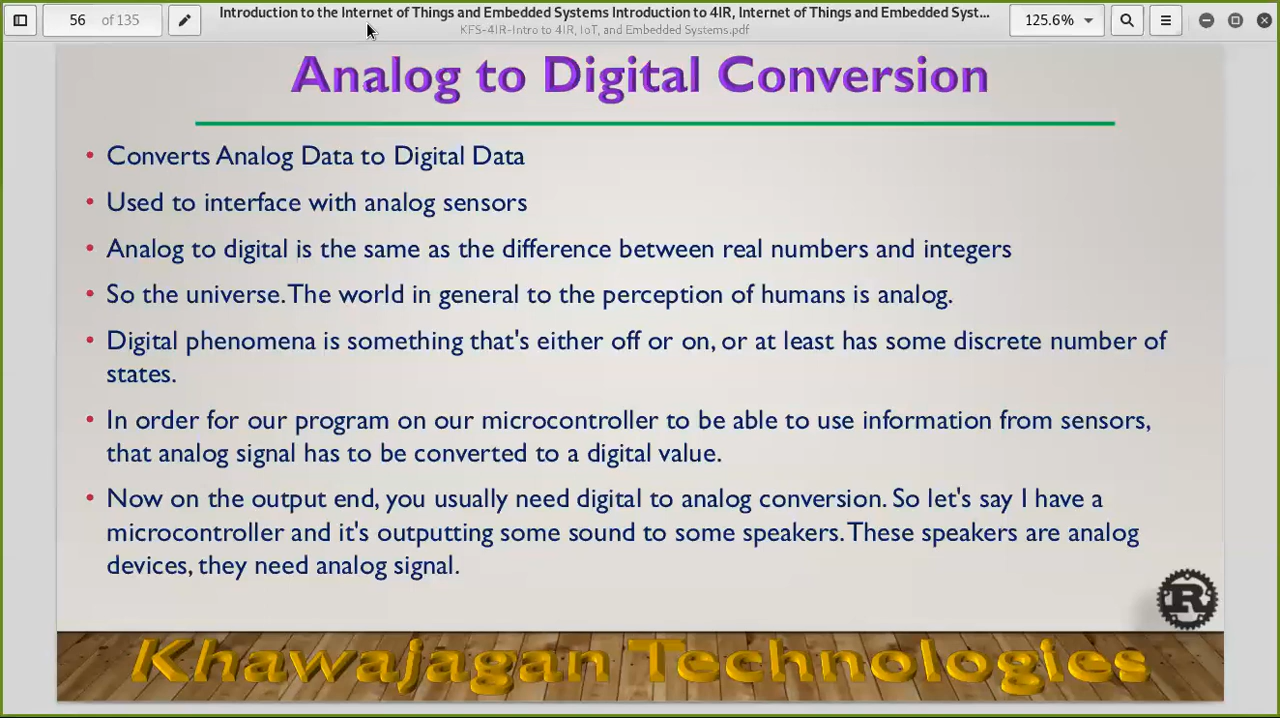 56 of 135
Introduction to the Internet of Things and Embedded Systems Introduction to 4IR, Internet of Things and Embedded Syst...
KFS-4IR-Intro to 4IR, IoT, and Embedded Systems.pdf
125.6%
Analog to Digital Conversion
• Converts Analog Data to Digital Data
• Used to interface with analog sensors
• Analog to digital is the same as the difference between real numbers and integers
• So the universe. The world in general to the perception of humans is analog.
• Digital phenomena is something that's either off or on, or at least has some discrete number of
states.
• In order for our program on our microcontroller to be able to use information from sensors,
that analog signal has to be converted to a digital value.
• Now on the output end, you usually need digital to analog conversion. So let's say I have a
microcontroller and it's outputting some sound to some speakers. These speakers are analog
devices, they need analog signal.
R
Khawajagan Technologies